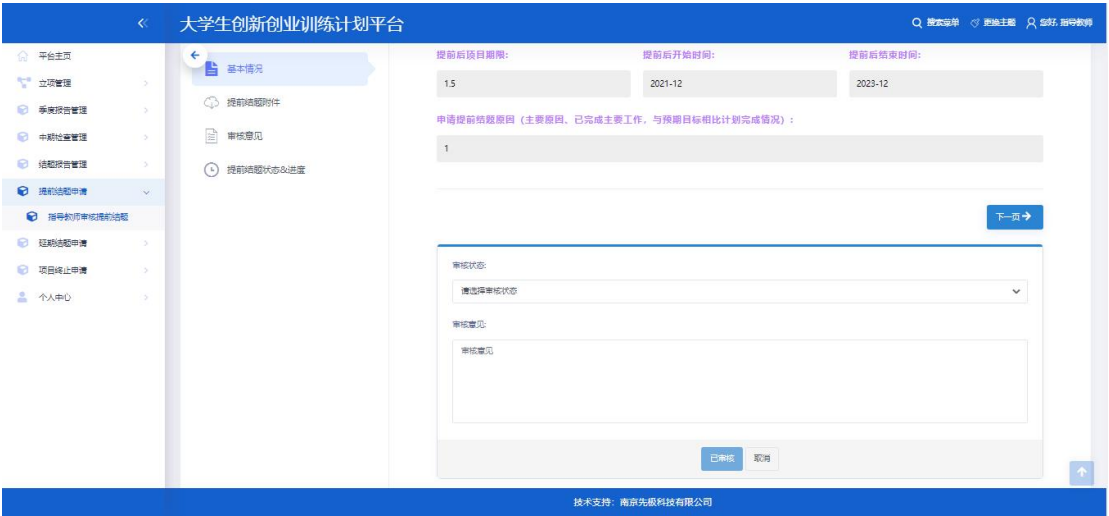 大学生创新创业训练计划平台
搜索菜单
更换主题
您好, 指导教师
平台主页
立项管理
季度报告管理
中期检查管理
结题报告管理
提前结题申请
指导教师审核提前结题
延期结题申请
项目终止申请
个人中心
基本情况
提前结题附件
审核意见
提前结题状态&进度
提前后项目期限:
提前后开始时间:
提前后结束时间:
1.5
2021-12
2023-12
申请提前结题原因（主要原因、已完成主要工作，与预期目标相比计划完成情况）:
1
下一页
审核状态:
请选择审核状态
审核意见:
审核意见
已审核
取消
技术支持：南京先极科技有限公司